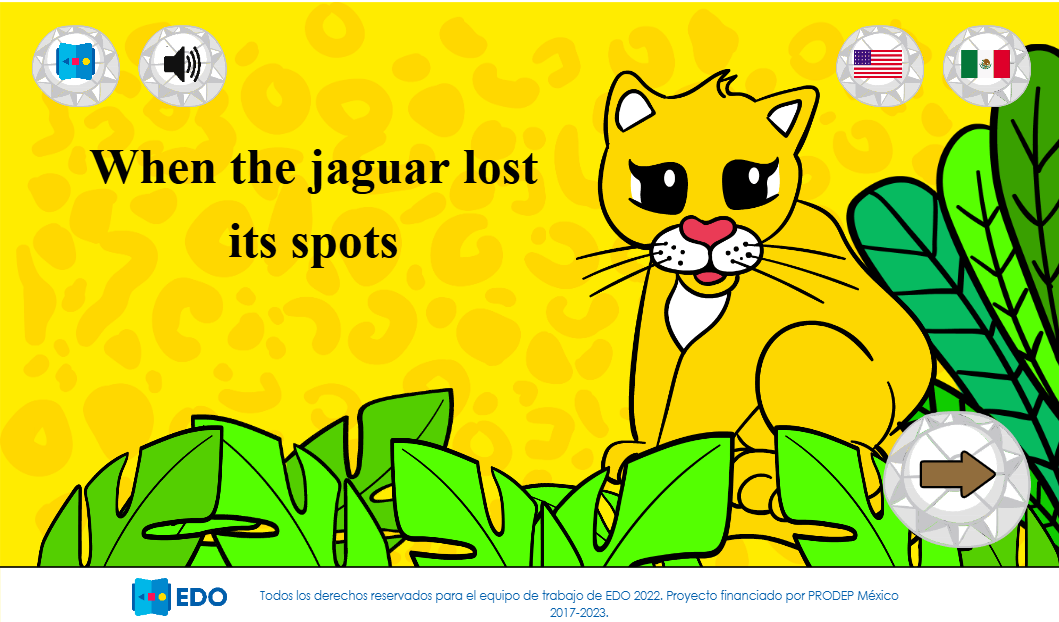 When the jaguar lost
its spots
EDO
Todos los derechos reservados para el equipo de trabajo de EDO 2022. Proyecto financiado por PRODEP México
2017-2023.